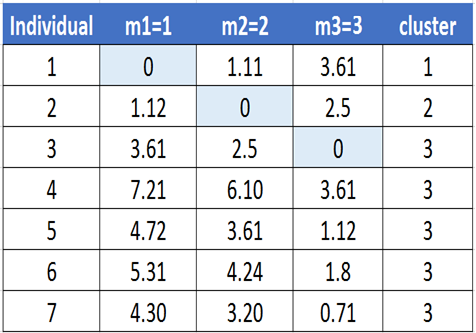 Individual m1=1 m2=2 m3=3 cluster
1 0 1.11 3.61 1
2 1.12 0 2.5 2
3 3.61 2.5 0 3
4 7.21 6.10 3.61 3
5 4.72 3.61 1.12 3
6 5.31 4.24 1.8 3
7 4.30 3.20 0.71 3